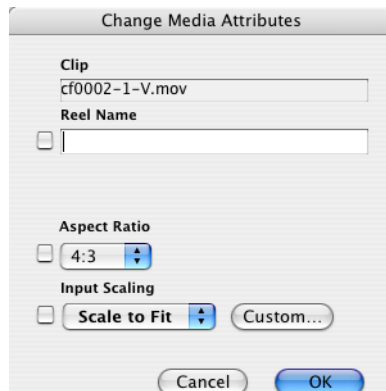 Change Media Attributes
Clip
cf0002-1-V.mov
Reel Name
Aspect Ratio
4:3
Input Scaling
Scale to Fit
Custom...
Cancel
OK